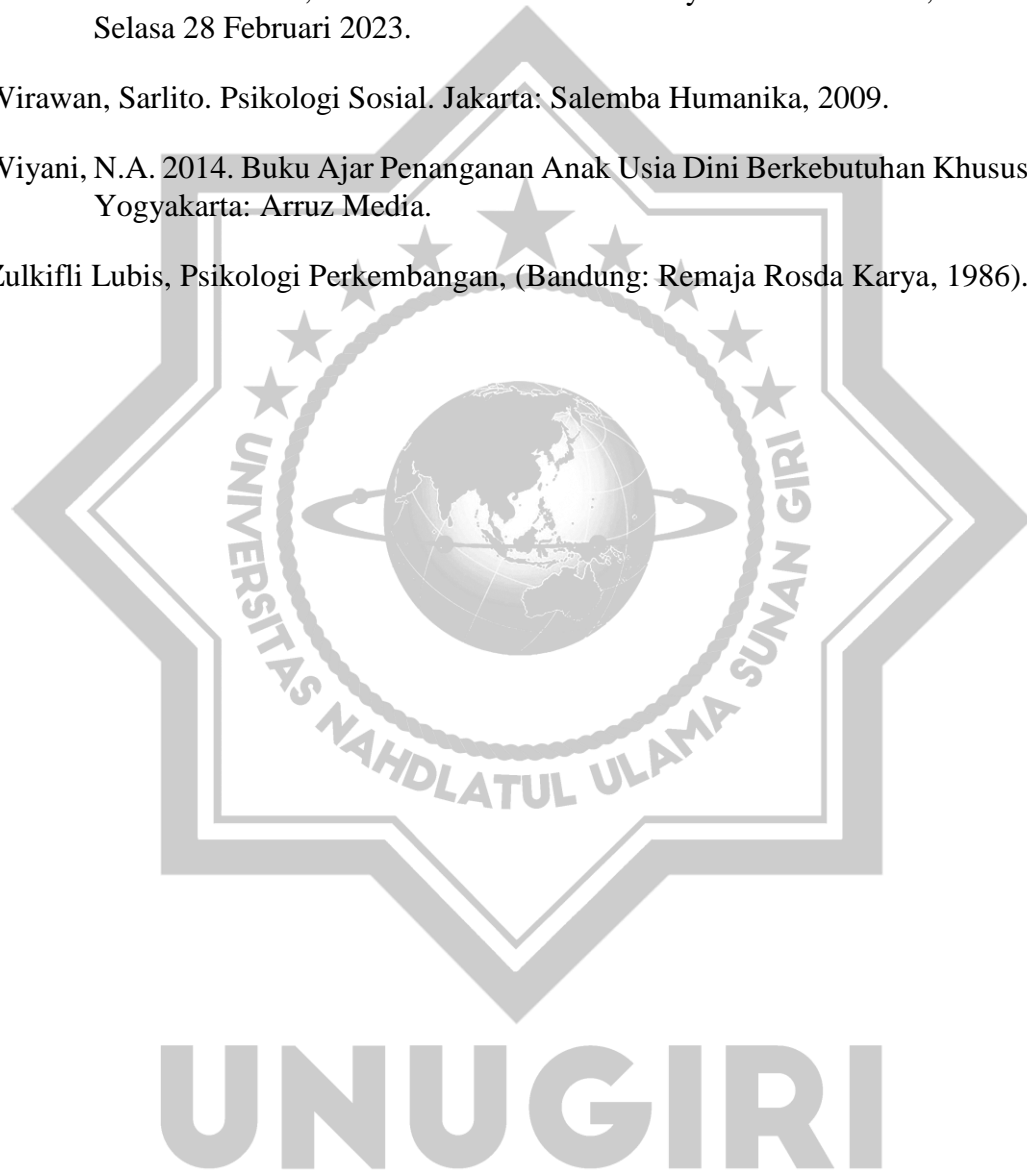 Selasa 28 Februari 2023.
Wirawan, Sarlito. Psikologi Sosial. Jakarta: Salemba Humanika, 2009.
Wiyani, N.A. 2014. Buku Ajar Penanganan Anak Usia Dini Berkebutuhan Khusus
Yogyakarta: Arruz Media.
Zulkifli Lubis, Psikologi Perkembangan, (Bandung: Remaja Rosda Karya, 1986).
UNIVERSITAS NAHDLATUL ULAMA SUNAN GIRI
UNUGIRI